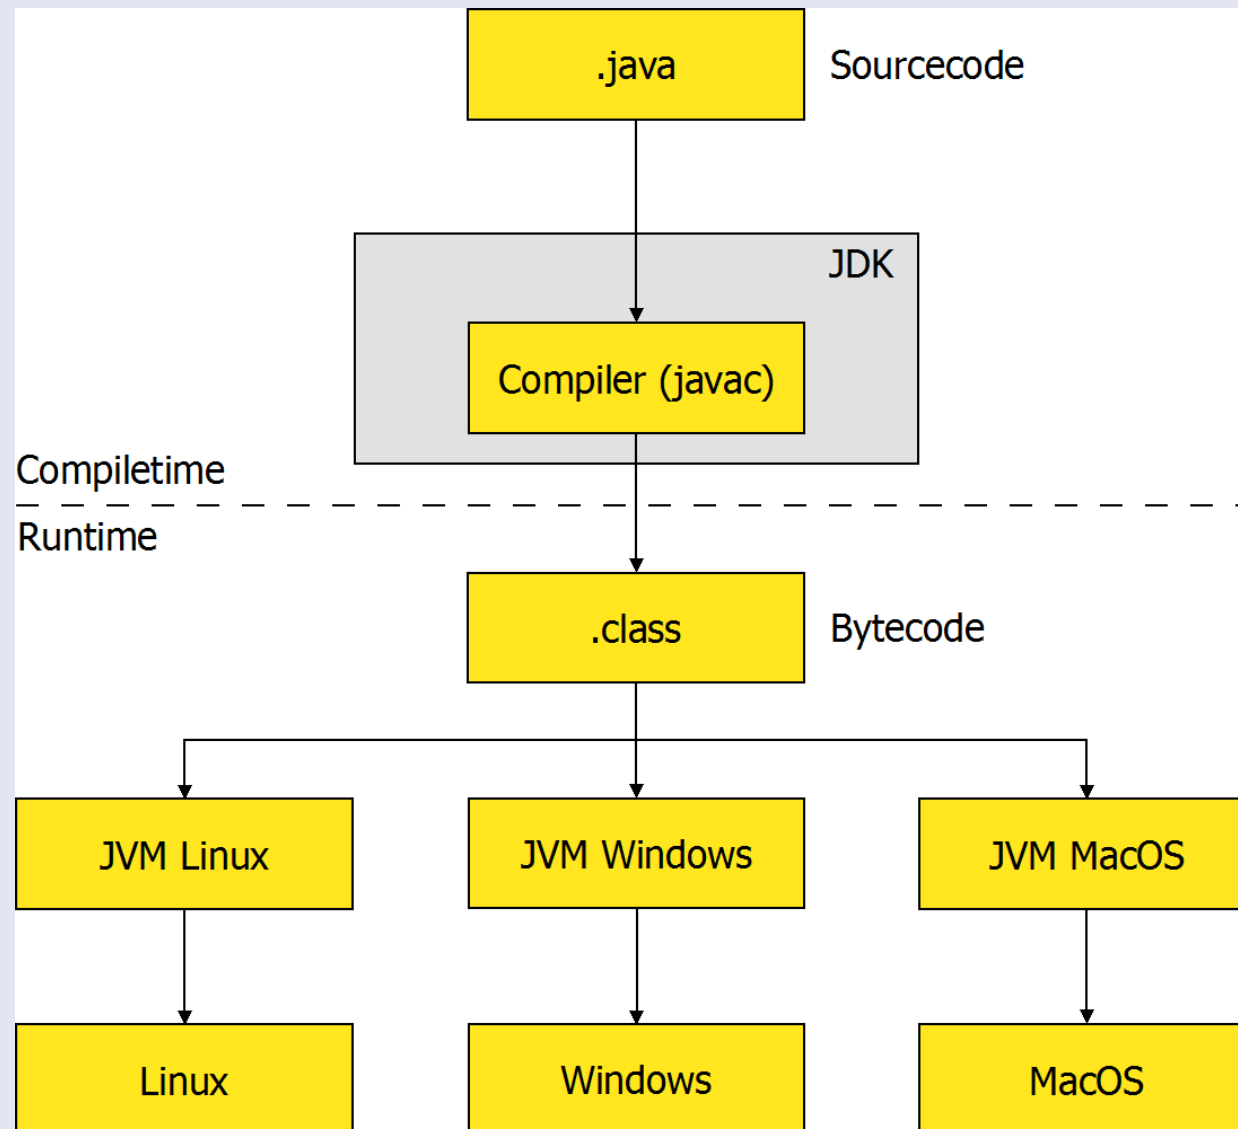 .java
Sourcecode
JDK
Compiler (javac)
Compiletime
Runtime
.class
Bytecode
JVM Linux
JVM Windows
JVM MacOS
Linux
Windows
MacOS